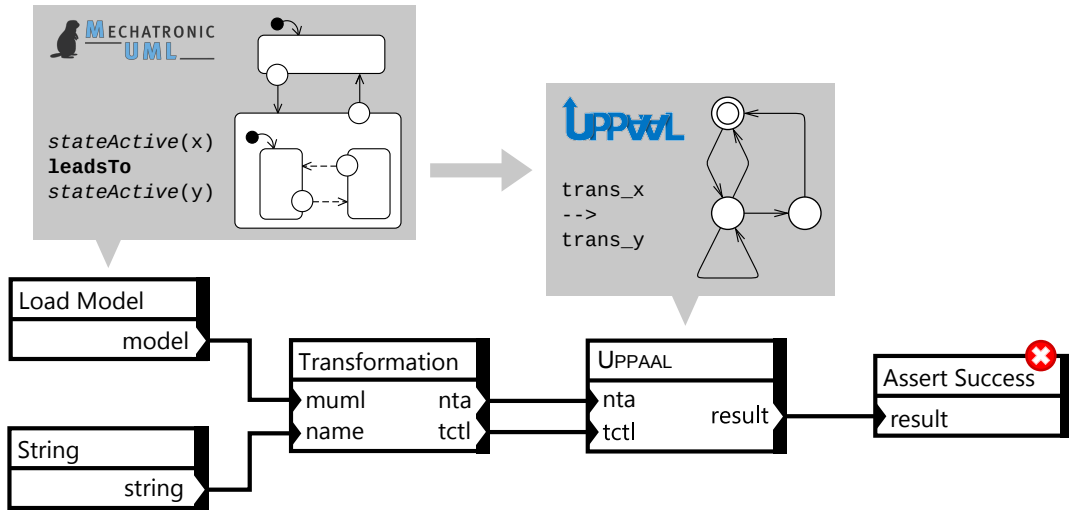 MECHATRONIC
UML
stateActive(x)
leadsTo
stateActive(y)
UPPAAL
trans_x
-->
trans_y
Load Model
model
String
string
Transformation
muml nta
name tctl
UPPAAL
nta
tctl
result
Assert Success
result